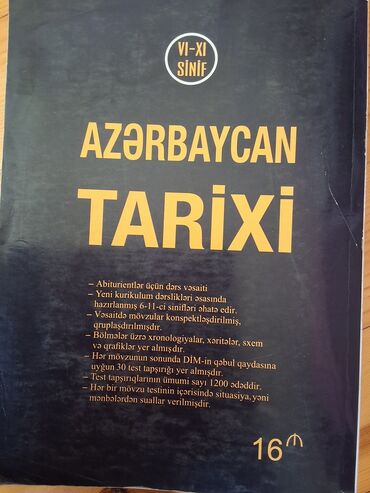 VI-XI
SİNİF
AZƏRBAYCAN
TARİXİ
– Abituriyentlər üçün dərs vəsaiti
– Yeni kurikulum dərslikləri əsasında
hazırlanmış 6-11-ci sinifləri əhatə edir.
– Vəsaitdə mövzular konspektləşdirilmiş,
qruplaşdırılmışdır.
– Bölmələr üzrə xronologiyalar, xəritələr, sxem
və qrafiklər yer almışdır.
– Hər mövzunun sonunda DİM-in qəbul qaydasına
uyğun 30 test tapşırığı yer almışdır.
– Test tapşırıqlarının ümumi sayı 1200 ədəddir.
– Hər bir mövzu testinin içərisində situasiya, yəni
mənbələrdən suallar verilmişdir.
16 ₼